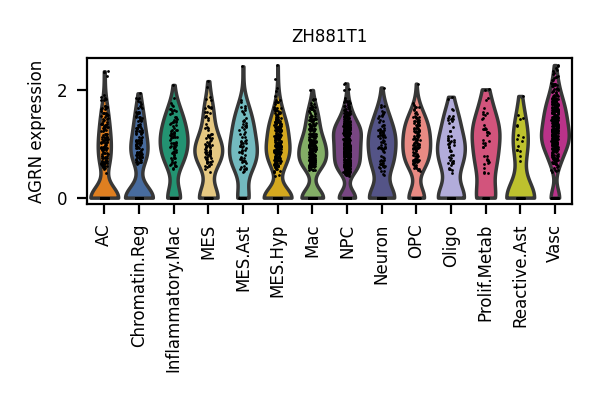 ZH881T1
AGRN expression
2
0
AC
Chromatin.Reg
Inflammatory.Mac
MES
MES.Ast
MES.Hyp
Mac
NPC
Neuron
OPC
Oligo
Prolif.Metab
Reactive.Ast
Vasc